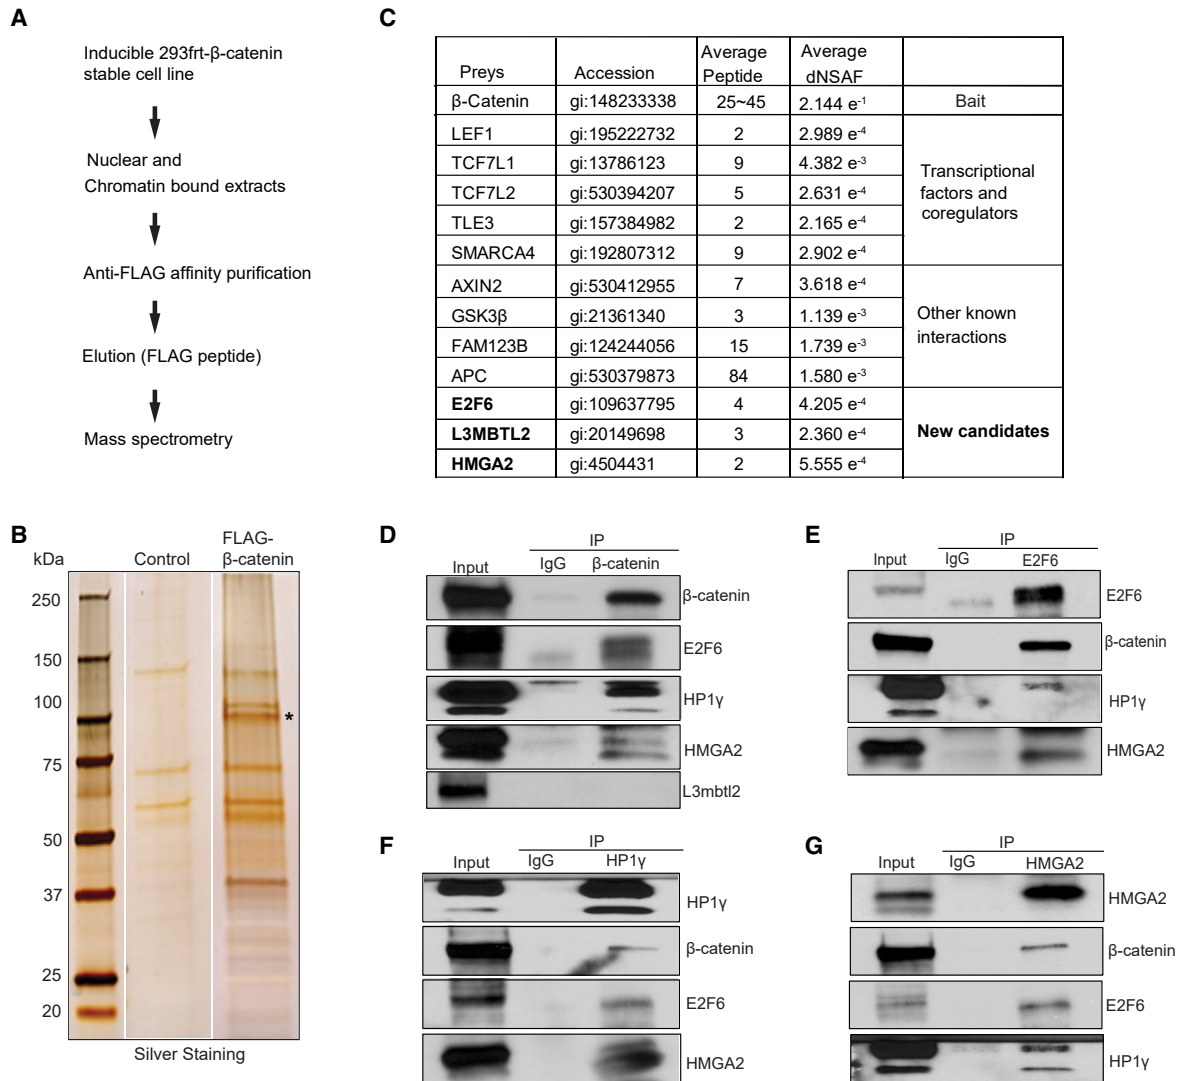 A
Inducible 293frt-β-catenin
stable cell line
Nuclear and
Chromatin bound extracts
Anti-FLAG affinity purification
Elution (FLAG peptide)
Mass spectrometry
C
Preys Accession Average Peptide Average dNSAF
β-Catenin gi:148233338 25~45 2.144 e-1 Bait
LEF1 gi:195222732 2 2.989 e-4
TCF7L1 gi:13786123 9 4.382 e-3
TCF7L2 gi:530394207 5 2.631 e-4
TLE3 gi:157384982 2 2.165 e-4
SMARCA4 gi:192807312 9 2.902 e-4
Transcriptional
factors and
coregulators
AXIN2 gi:530412955 7 3.618 e-4
GSK3β gi:21361340 3 1.139 e-3
FAM123B gi:124244056 15 1.739 e-3
APC gi:530379873 84 1.580 e-3
Other known
interactions
E2F6 gi:109637795 4 4.205 e-4
L3MBTL2 gi:20149698 3 2.360 e-4
HMGA2 gi:4504431 2 5.555 e-4
New candidates
B
kDa Control FLAG-
β-catenin
250
150
100
*
75
50
37
25
20
Silver Staining
D
IP
Input IgG β-catenin
β-catenin
E2F6
HP1γ
HMGA2
L3mbtl2
E
IP
Input IgG E2F6
E2F6
β-catenin
HP1γ
HMGA2
F
IP
Input IgG HP1γ
HP1γ
β-catenin
E2F6
HMGA2
G
IP
Input IgG HMGA2
HMGA2
β-catenin
E2F6
HP1γ